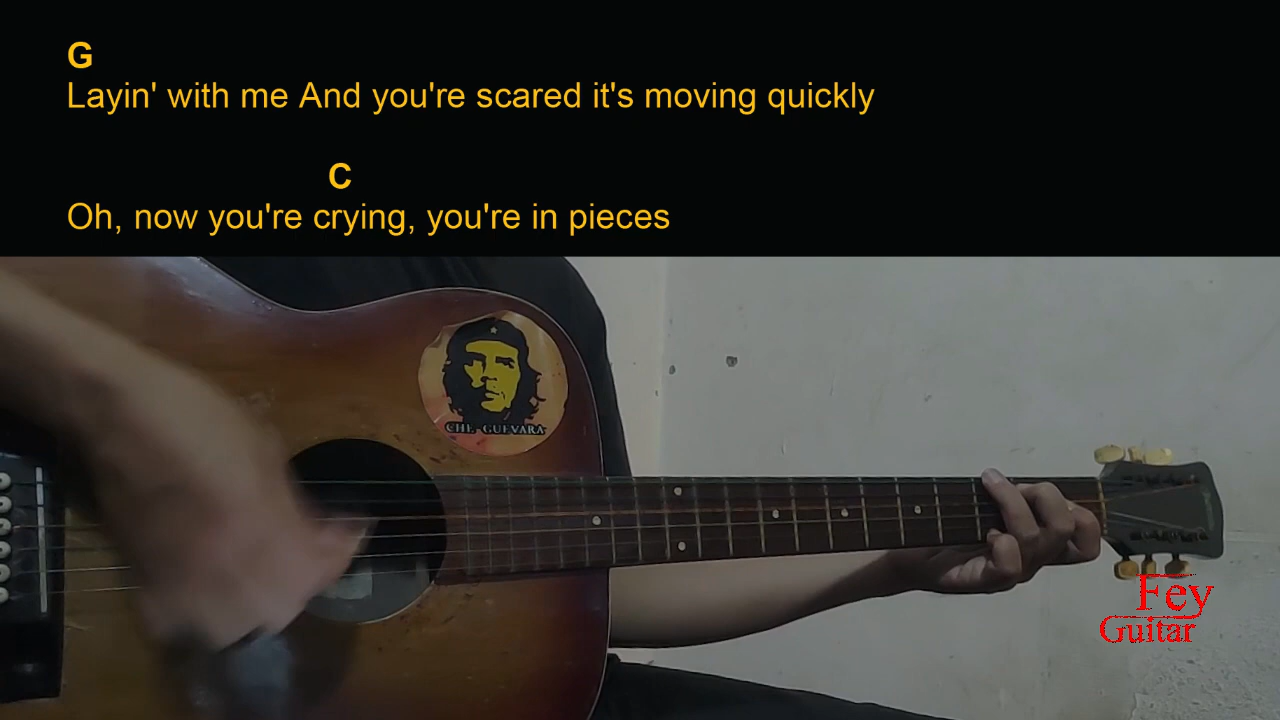 G
Layin' with me And you're scared it's moving quickly
C
Oh, now you're crying, you're in pieces
CHE GUEVARA
Fey
Guitar